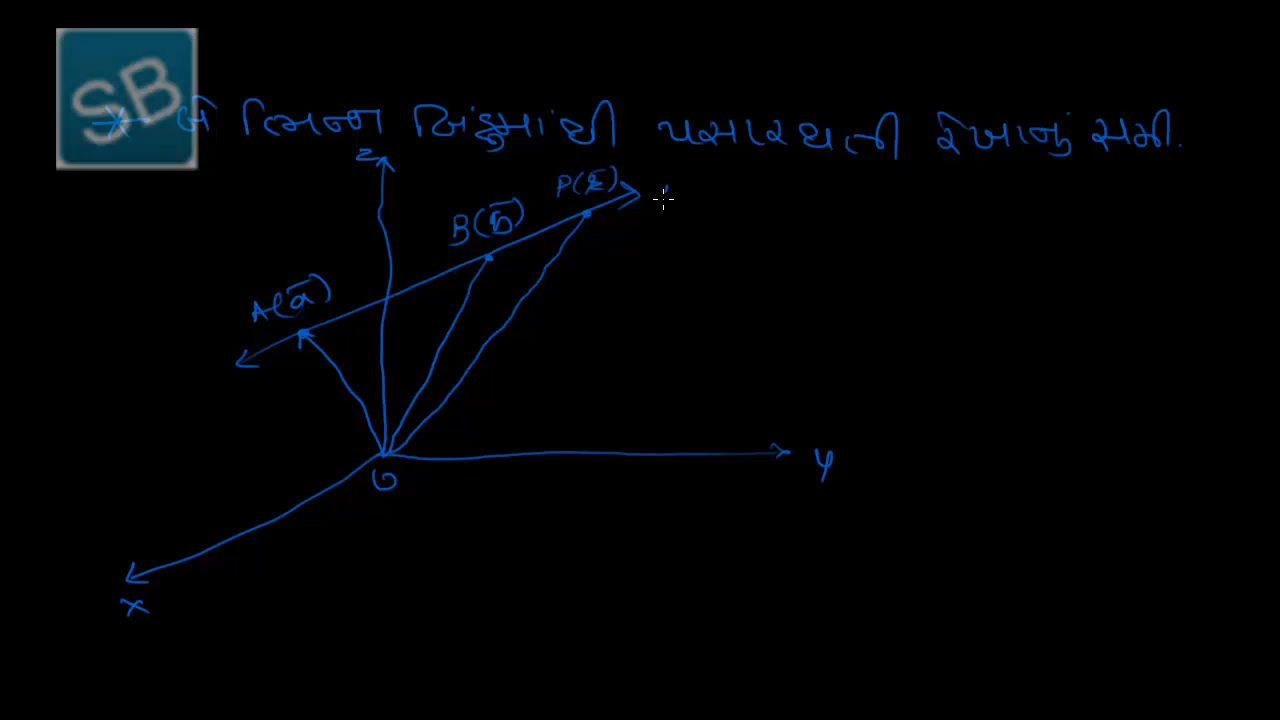 SB
* બે ભિન્ન બિંદુમાંથી પસાર થતી રેખાનું સમી.
Z
P(r̄)
B(b̄)
A(ā)
O
Y
X